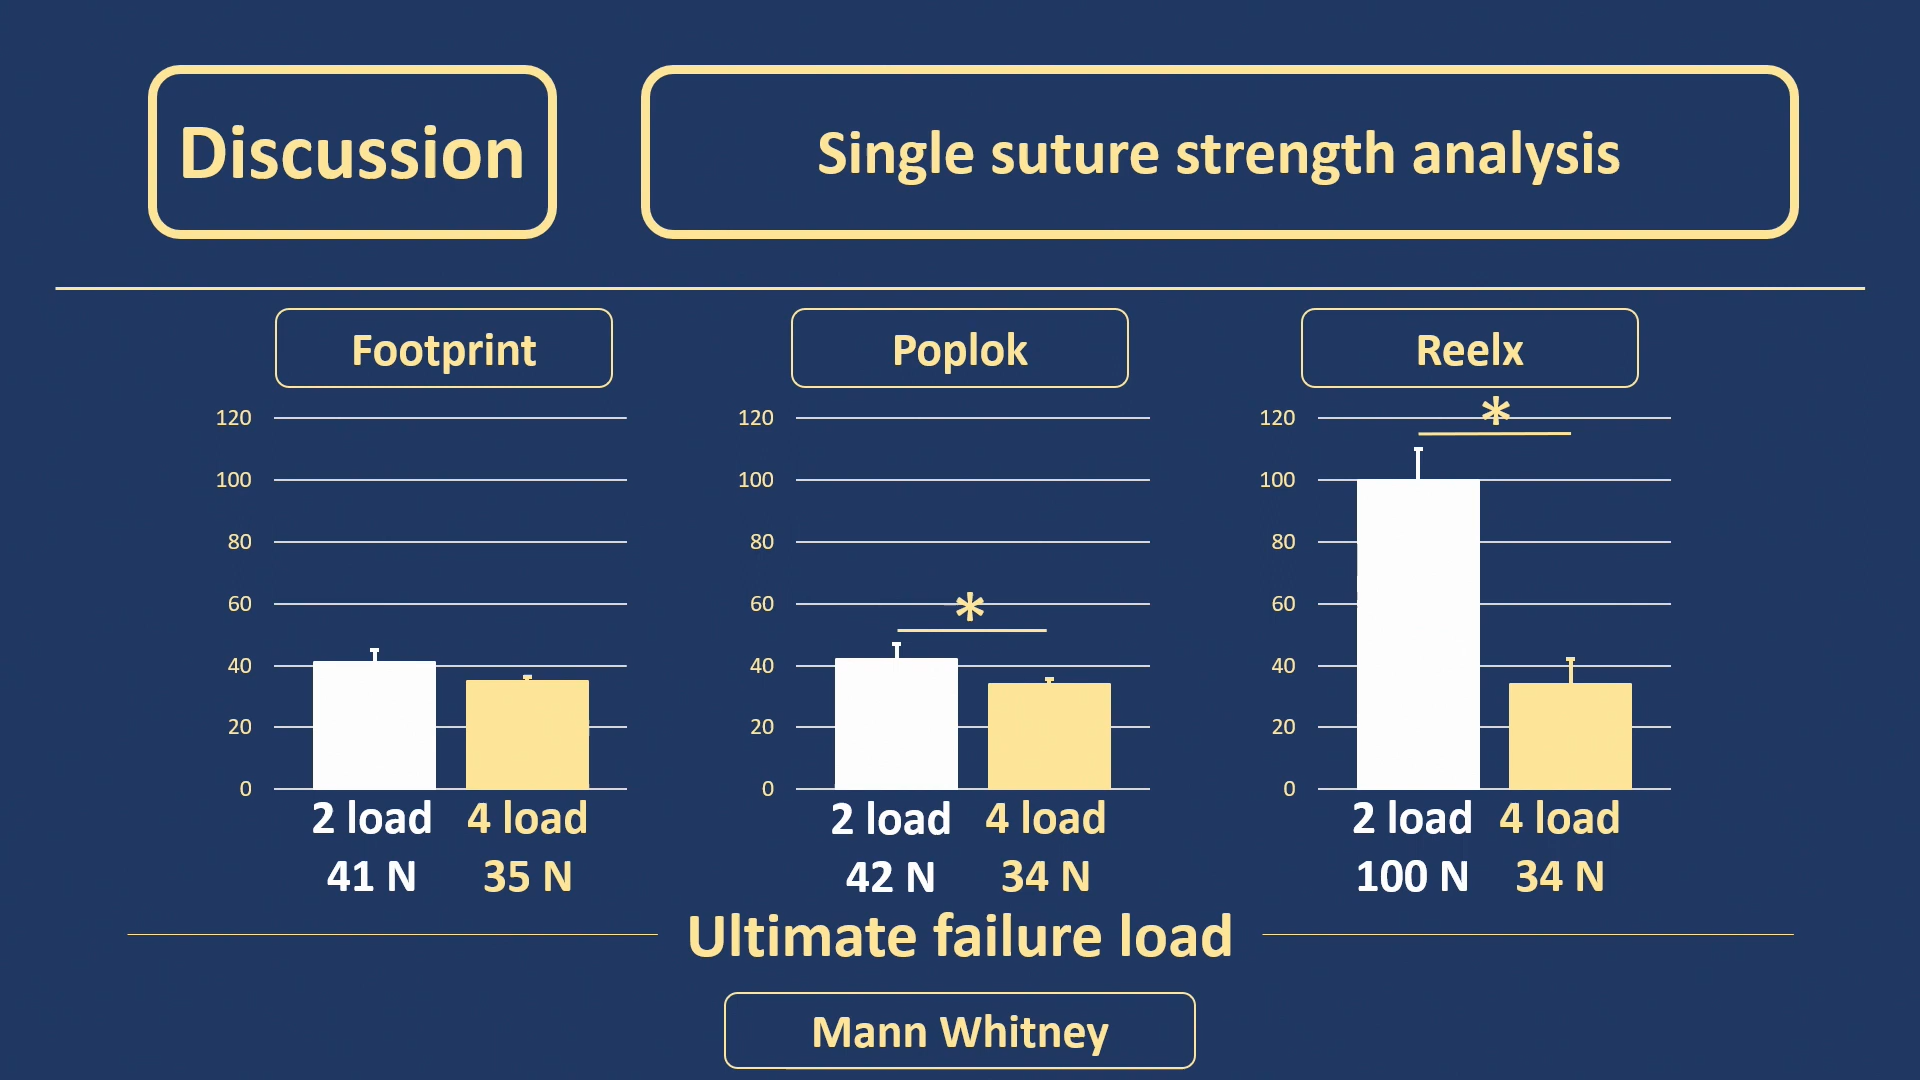 Discussion
Single suture strength analysis
Footprint
Poplok
Reelx
120
100
80
60
40
20
0
2 load 4 load
41 N 35 N
120
100
80
60
40
20
0
*
2 load 4 load
42 N 34 N
120
100
80
60
40
20
0
*
2 load 4 load
100 N 34 N
Ultimate failure load
Mann Whitney